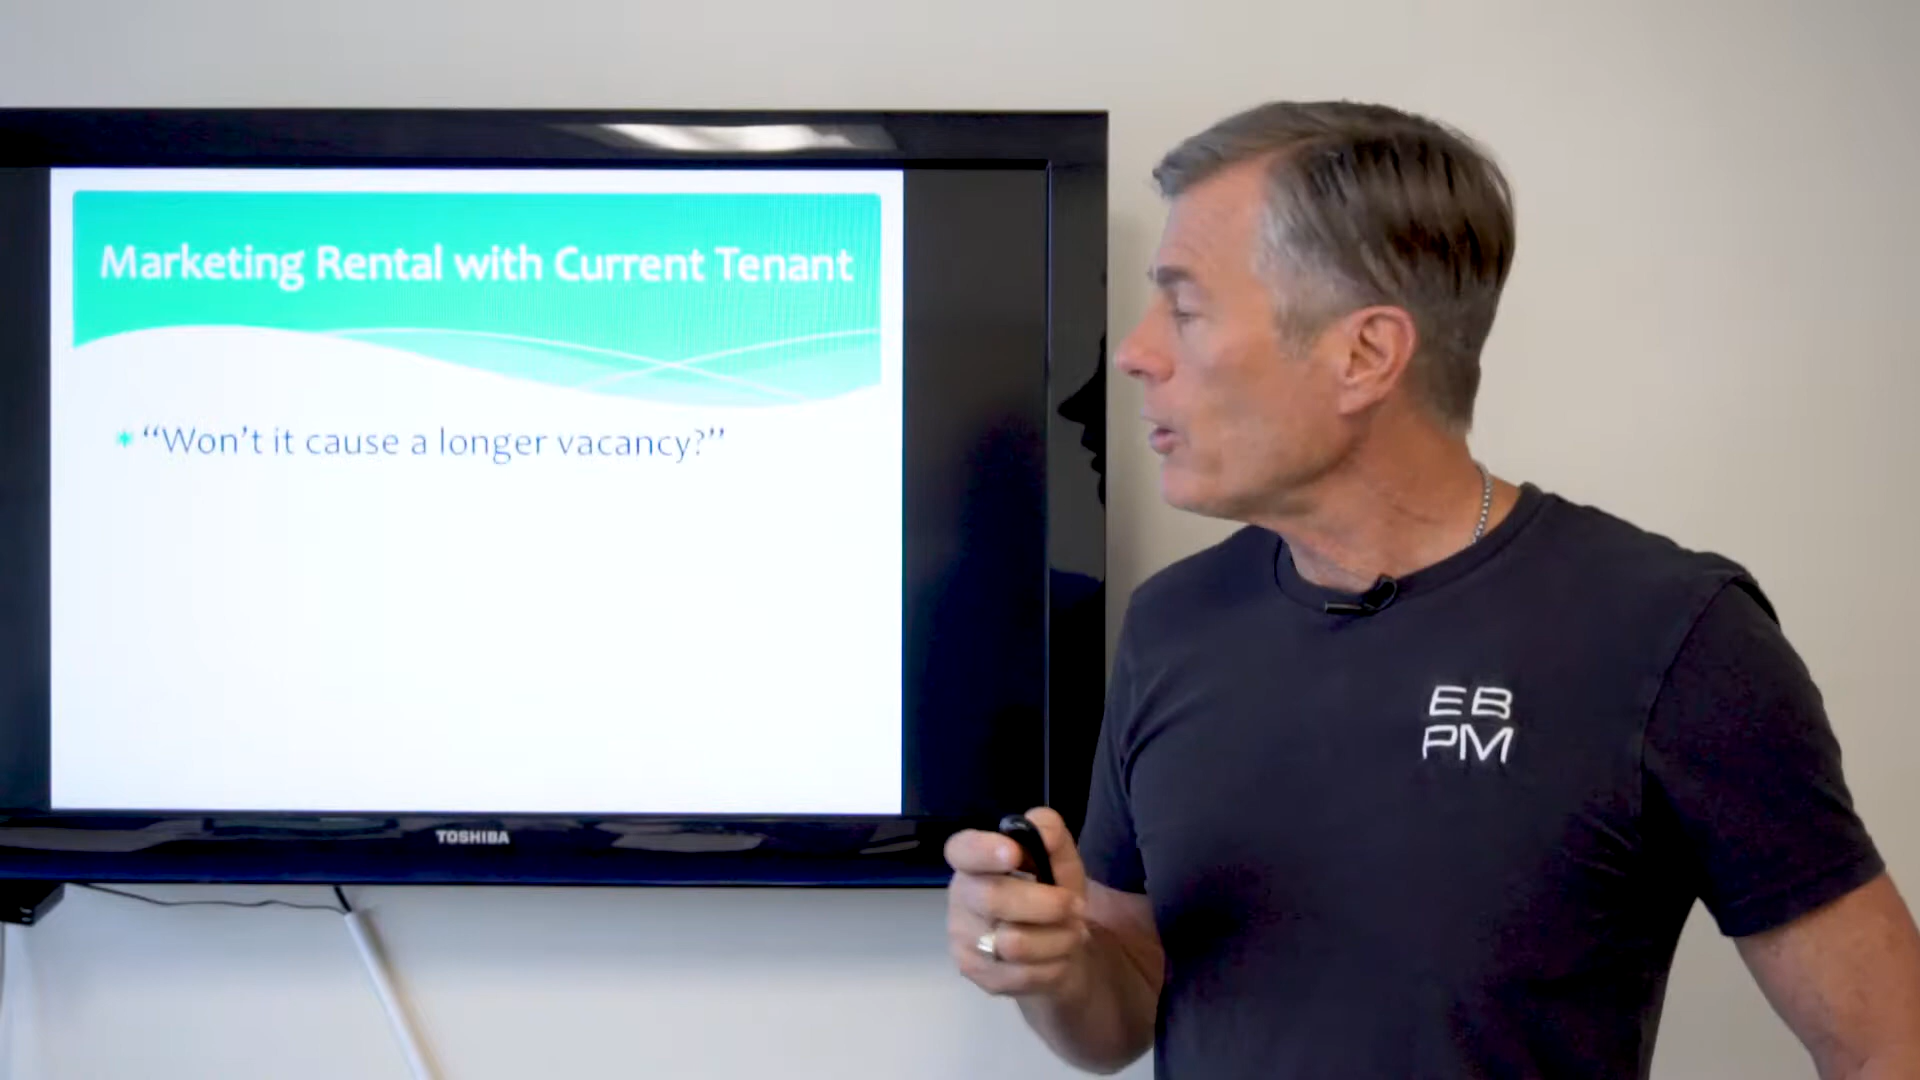 Marketing Rental with Current Tenant
* “Won’t it cause a longer vacancy?”
TOSHIBA
EB
PM